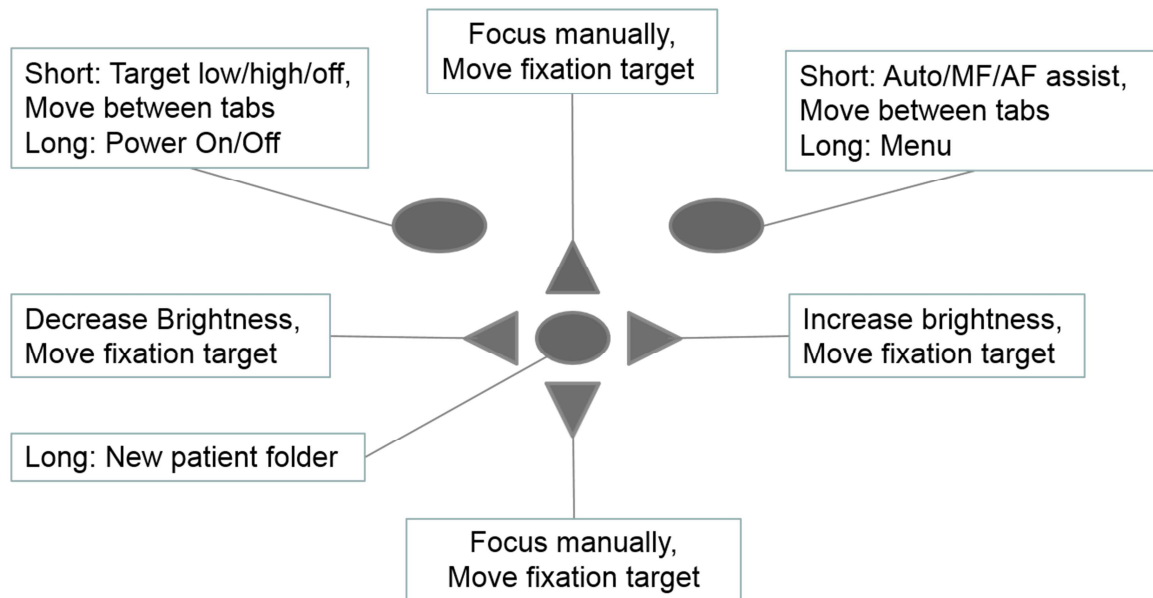 Focus manually,
Move fixation target
Short: Target low/high/off,
Move between tabs
Long: Power On/Off
Short: Auto/MF/AF assist,
Move between tabs
Long: Menu
Decrease Brightness,
Move fixation target
Increase brightness,
Move fixation target
Long: New patient folder
Focus manually,
Move fixation target